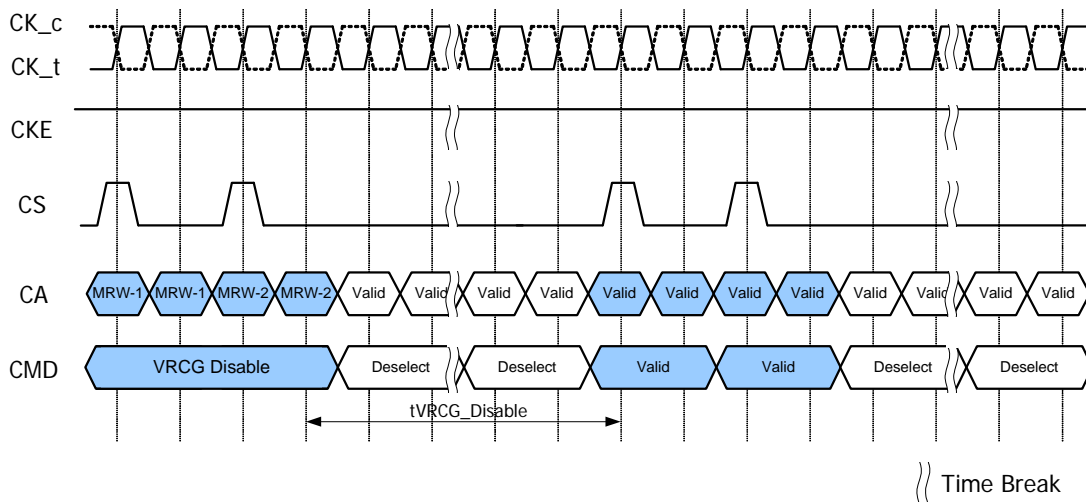 CK_c
CK_t
CKE
CS
CA MRW-1 MRW-1 MRW-2 MRW-2 Valid Valid Valid Valid Valid Valid Valid Valid Valid Valid Valid Valid
CMD VRCG Disable Deselect Deselect Valid Valid Deselect Deselect
tVRCG_Disable
Time Break